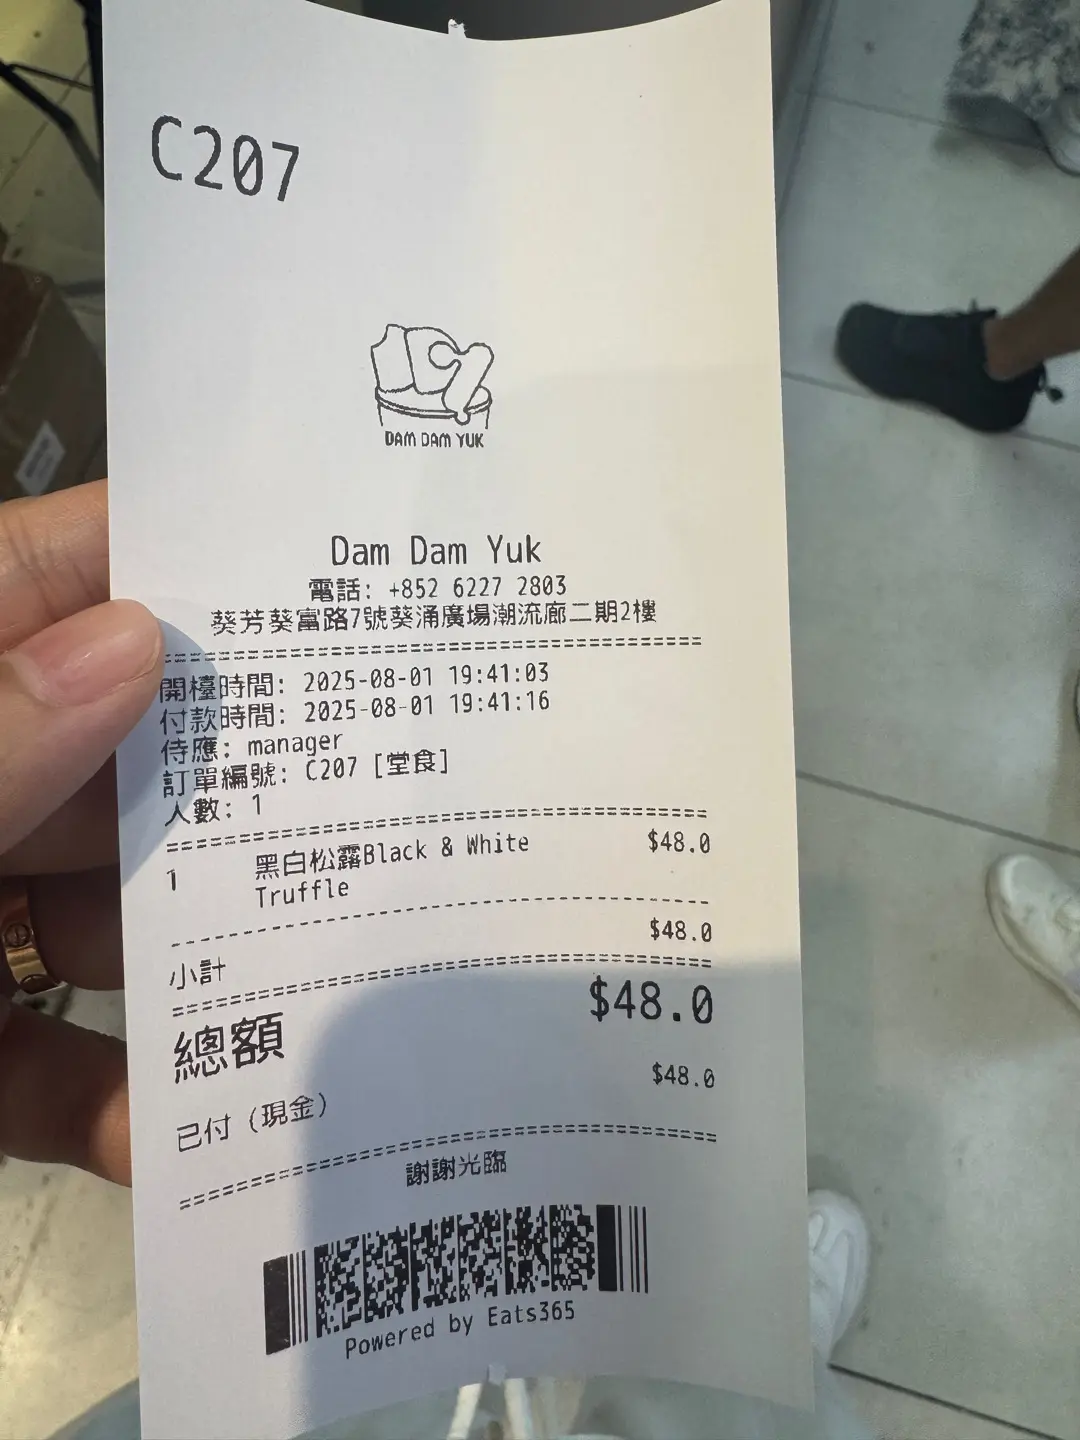 C207
DAM DAM YUK
Dam Dam Yuk
電話: +852 6227 2803
葵芳葵富路7號葵涌廣場潮流廊二期2樓
開檯時間: 2025-08-01 19:41:03
付款時間: 2025-08-01 19:41:16
侍應: manager
訂單編號: C207 [堂食]
人數: 1
1 黑白松露Black & White $48.0
Truffle
小計 $48.0
總額 $48.0
已付 (現金) $48.0
謝謝光臨
Powered by Eats365